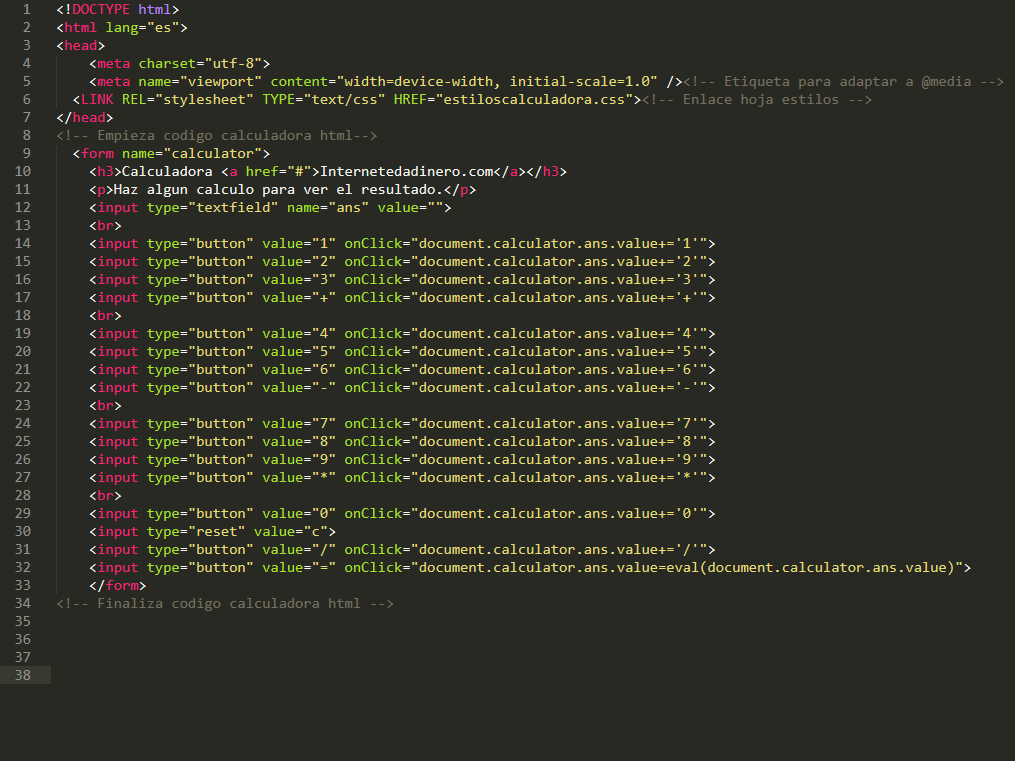 1 <!DOCTYPE html>
2 <html lang="es">
3 <head>
4 <meta charset="utf-8">
5 <meta name="viewport" content="width=device-width, initial-scale=1.0" /><!-- Etiqueta para adaptar a @media -->
6 <LINK REL="stylesheet" TYPE="text/css" HREF="estiloscalculadora.css"><!-- Enlace hoja estilos -->
7 </head>
8 <!-- Empieza codigo calculadora html-->
9 <form name="calculator">
10 <h3>Calculadora <a href="#">Internetedadinero.com</a></h3>
11 <p>Haz algun calculo para ver el resultado.</p>
12 <input type="textfield" name="ans" value="">
13 <br>
14 <input type="button" value="1" onClick="document.calculator.ans.value+='1'">
15 <input type="button" value="2" onClick="document.calculator.ans.value+='2'">
16 <input type="button" value="3" onClick="document.calculator.ans.value+='3'">
17 <input type="button" value="+" onClick="document.calculator.ans.value+='+'">
18 <br>
19 <input type="button" value="4" onClick="document.calculator.ans.value+='4'">
20 <input type="button" value="5" onClick="document.calculator.ans.value+='5'">
21 <input type="button" value="6" onClick="document.calculator.ans.value+='6'">
22 <input type="button" value="-" onClick="document.calculator.ans.value+='-'">
23 <br>
24 <input type="button" value="7" onClick="document.calculator.ans.value+='7'">
25 <input type="button" value="8" onClick="document.calculator.ans.value+='8'">
26 <input type="button" value="9" onClick="document.calculator.ans.value+='9'">
27 <input type="button" value="*" onClick="document.calculator.ans.value+='*'">
28 <br>
29 <input type="button" value="0" onClick="document.calculator.ans.value+='0'">
30 <input type="reset" value="c">
31 <input type="button" value="/" onClick="document.calculator.ans.value+='/'">
32 <input type="button" value="=" onClick="document.calculator.ans.value=eval(document.calculator.ans.value)">
33 </form>
34 <!-- Finaliza codigo calculadora html -->
35
36
37
38